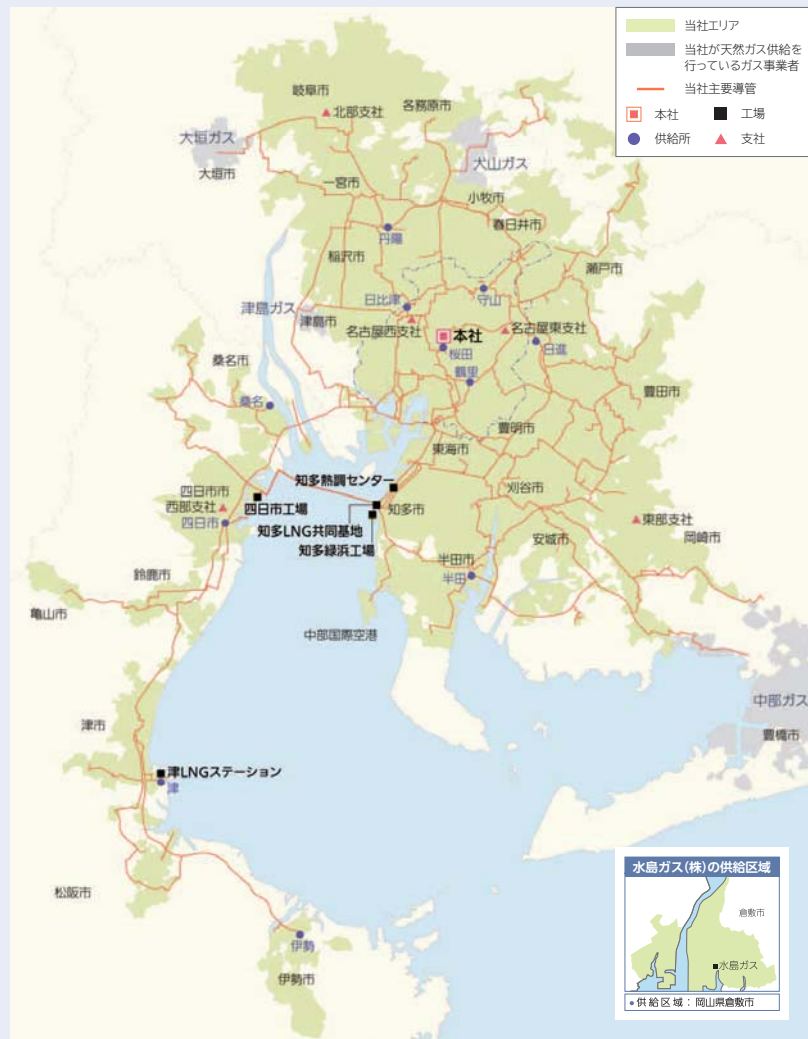 当社エリア
当社が天然ガス供給を
行っているガス事業者
当社主要導管
本社
工場
供給所
支社
岐阜市
北部支社
各務原市
大垣ガス
大垣市
犬山ガス
一宮市
小牧市
春日井市
丹陽
稲沢市
瀬戸市
津島ガス
日比津
守山
津島市
名古屋西支社
本社
名古屋東支社
桜田
日進
桑名市
鶴里
豊田市
桑名
豊明市
東海市
知多熱調センター
四日市市
刈谷市
西部支社
四日市工場
知多市
四日市
知多LNG共同基地
東部支社
知多緑浜工場
安城市
岡崎市
半田市
鈴鹿市
半田
亀山市
中部国際空港
中部ガス
津市
豊橋市
津LNGステーション
津
松阪市
水島ガス(株)の供給区域
倉敷市
伊勢
水島ガス
伊勢市
●供給区域：岡山県倉敷市